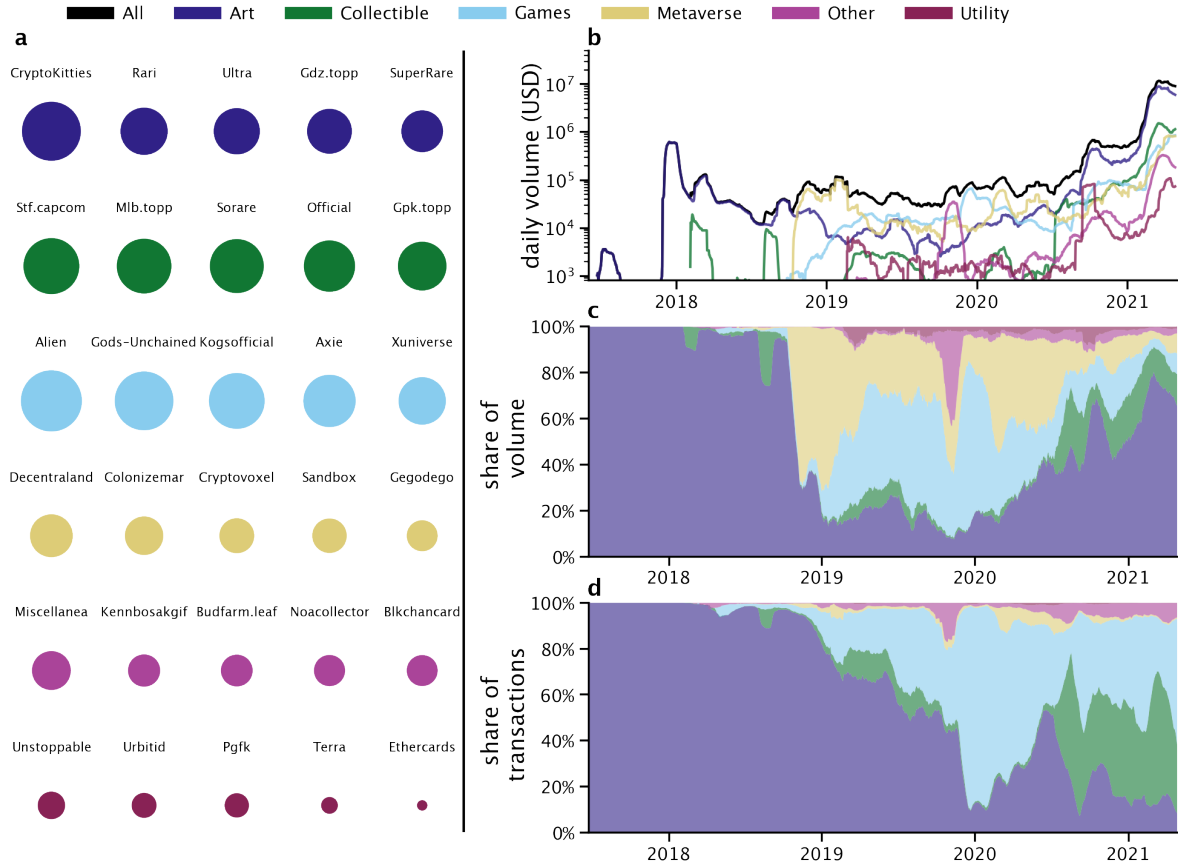 All Art Collectible Games Metaverse Other Utility
a
CryptoKitties Rari Ultra Gdz.topp SuperRare
Stf.capcom Mlb.topp Sorare Official Gpk.topp
Alien Gods-Unchained Kogsofficial Axie Xuniverse
Decentraland Colonizemar Cryptovoxel Sandbox Gegodego
Miscellanea Kennbosakgif Budfarm.leaf Noacollector Blkchancard
Unstoppable Urbitid Pgfk Terra Ethercards
b
daily volume (USD)
10⁷
10⁶
10⁵
10⁴
10³
2018 2019 2020 2021
c
share of
volume
100%
80%
60%
40%
20%
0%
2018 2019 2020 2021
d
share of
transactions
100%
80%
60%
40%
20%
0%
2018 2019 2020 2021